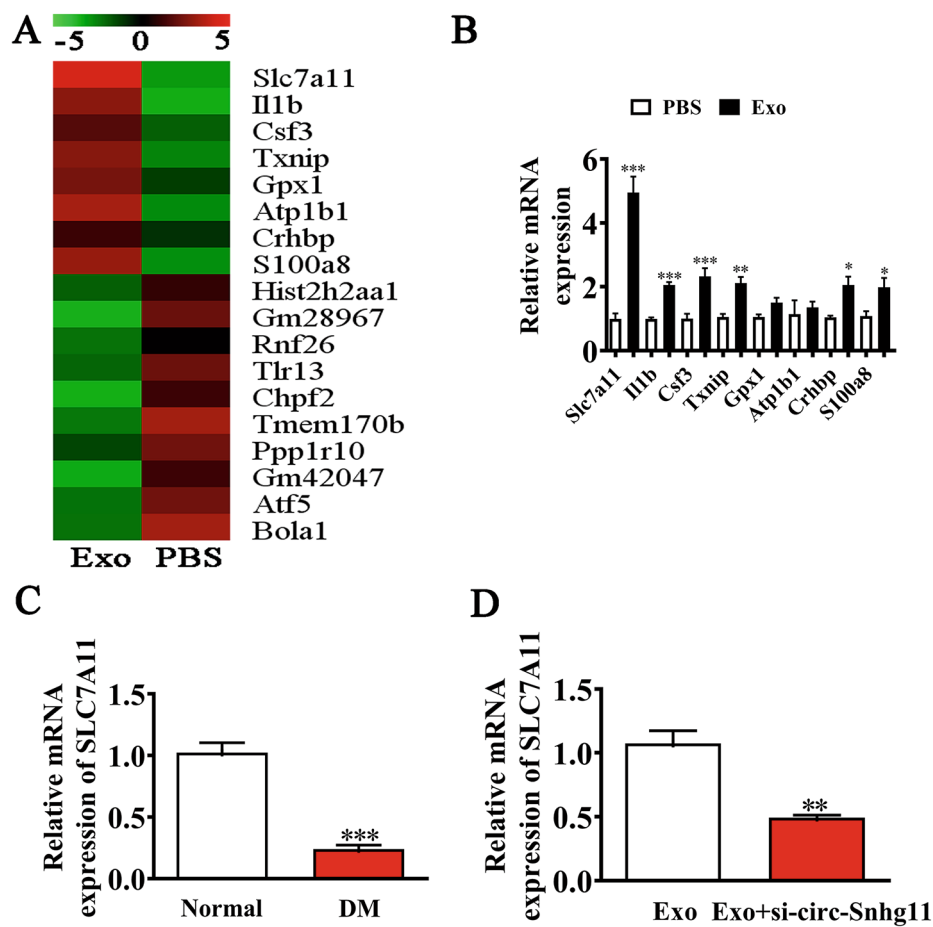 A
-5 0 5
Slc7a11
Il1b
Csf3
Txnip
Gpx1
Atp1b1
Crhbp
S100a8
Hist2h2aa1
Gm28967
Rnf26
Tlr13
Chpf2
Tmem170b
Ppp1r10
Gm42047
Atf5
Bola1
Exo PBS
B
PBS Exo
Relative mRNA
expression
6
4
2
0
*** *** *** ** * *
Slc7a11 Il1b Csf3 Txnip Gpx1 Atp1b1 Crhbp S100a8
C
Relative mRNA
expression of SLC7A11
1.5
1.0
0.5
0.0
***
Normal DM
D
Relative mRNA
expression of SLC7A11
1.5
1.0
0.5
0.0
**
Exo Exo+si-circ-Snhg11